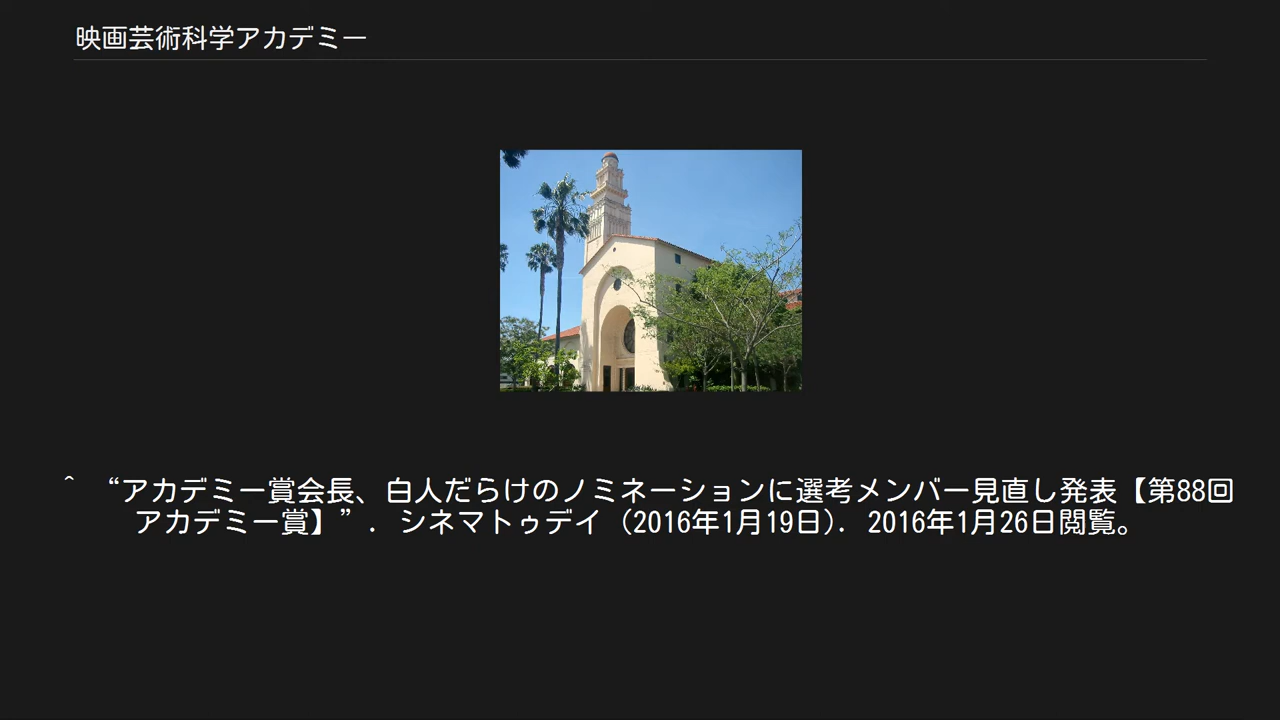 映画芸術科学アカデミー
^ “アカデミー賞会長、白人だらけのノミネーションに選考メンバー見直し発表【第88回
アカデミー賞】”. シネマトゥデイ (2016年1月19日). 2016年1月26日閲覧。